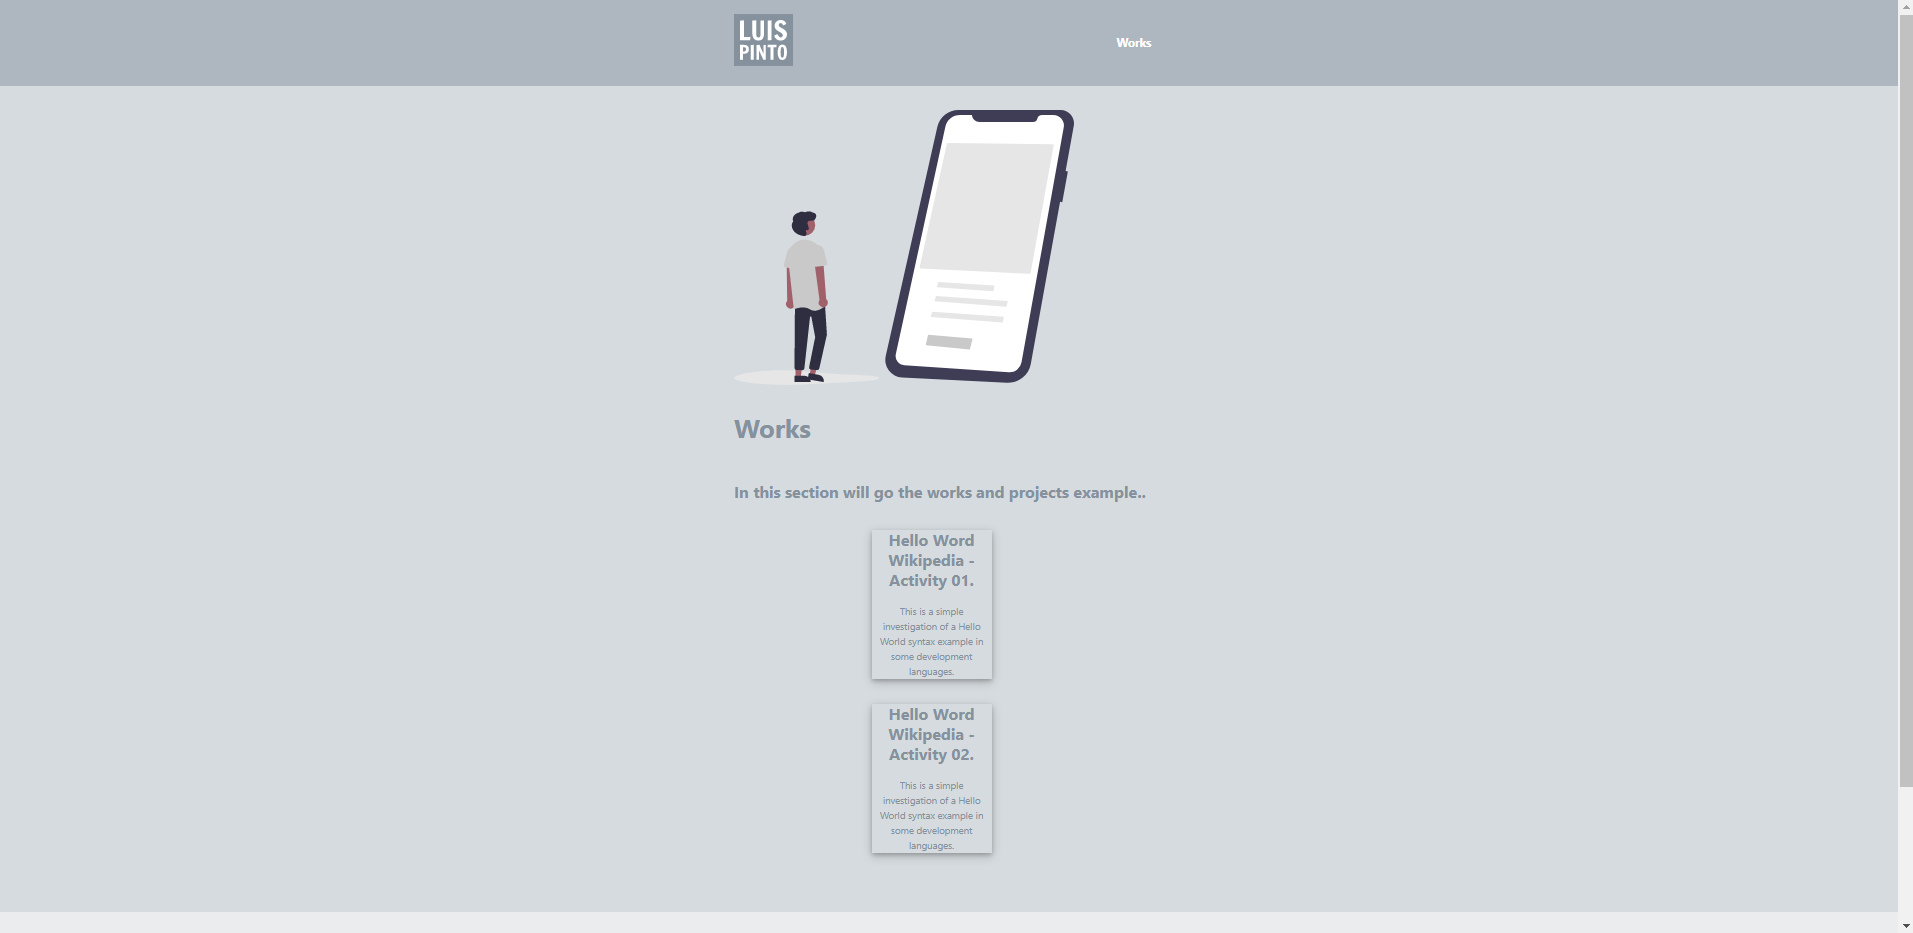 LUIS
PINTO
Works
Works
In this section will go the works and projects example..
Hello Word
Wikipedia -
Activity 01.
This is a simple
investigation of a Hello
World syntax example in
some development
languages.
Hello Word
Wikipedia -
Activity 02.
This is a simple
investigation of a Hello
World syntax example in
some development
languages.